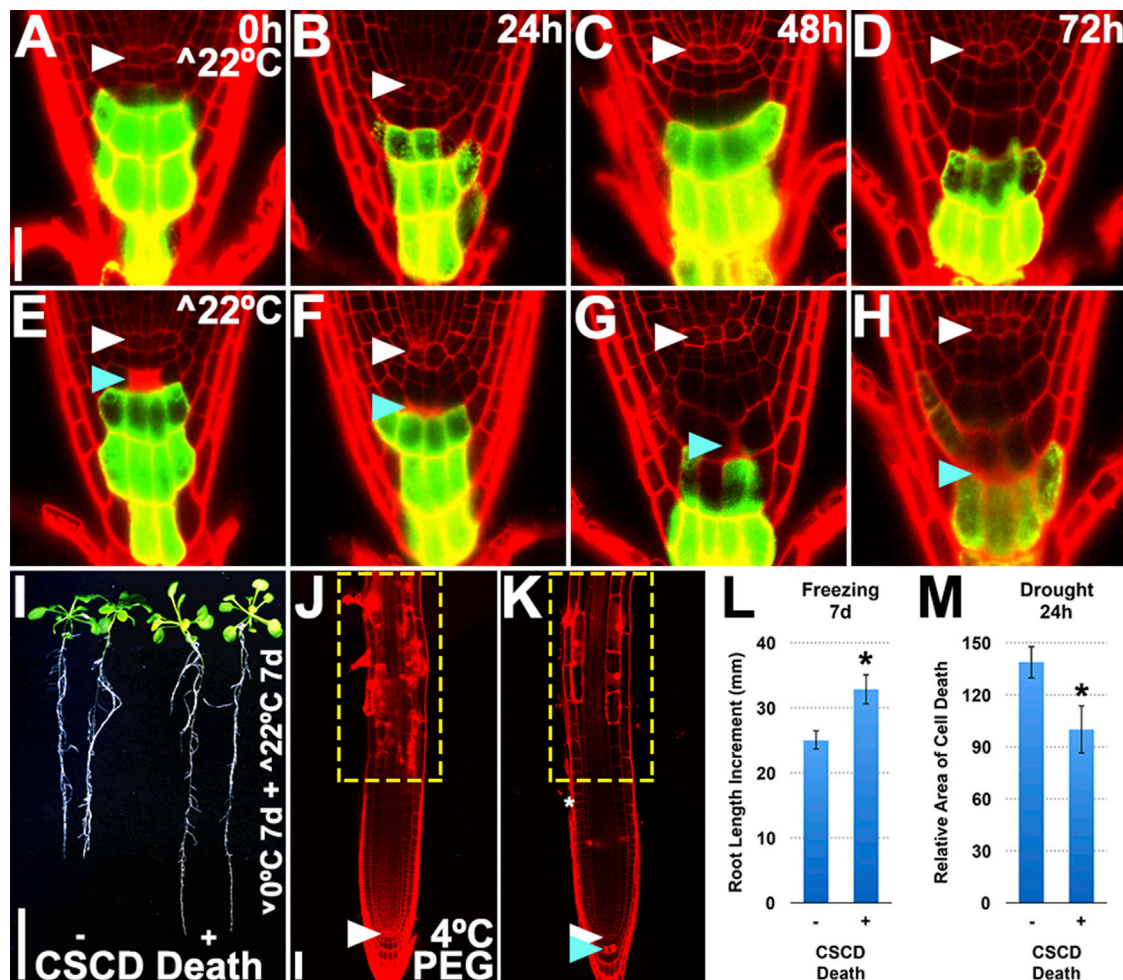 A
0h
^22ºC
B
24h
C
48h
D
72h
E
^22ºC
F
G
H
I
- +
CSCD Death
v0ºC 7d + ^22ºC 7d
J
4ºC
PEG
K
*
L
Freezing
7d
Root Length Increment (mm)
40
30
20
10
0
*
- +
CSCD
Death
M
Drought
24h
Relative Area of Cell Death
150
120
90
60
30
0
*
- +
CSCD
Death